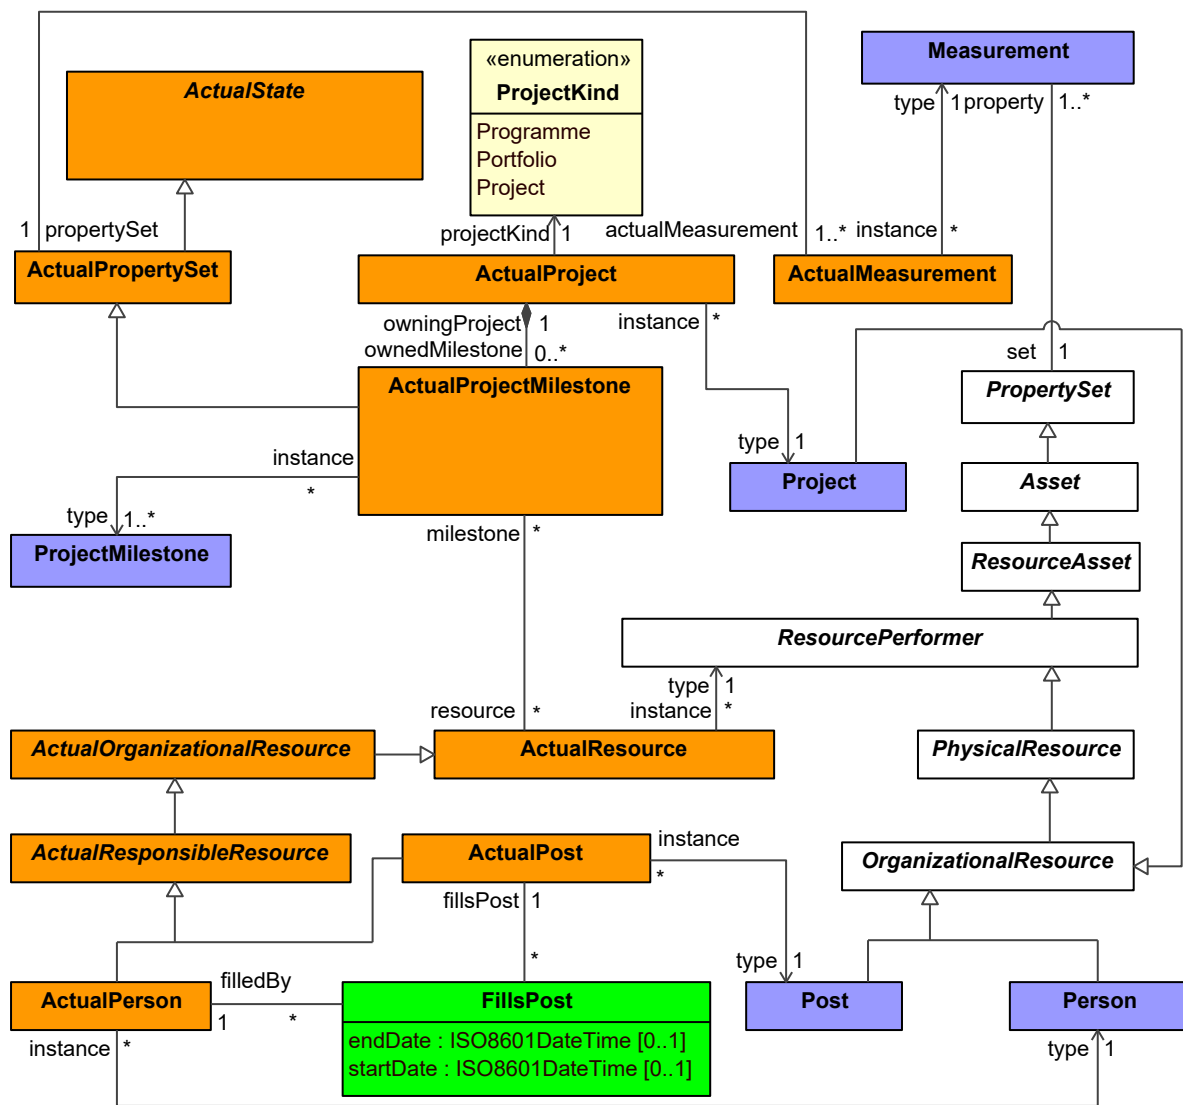 «enumeration»
ProjectKind
Programme
Portfolio
Project
Measurement
type 1 property 1..*
ActualState
1 propertySet
projectKind 1
actualMeasurement 1..*
instance *
ActualPropertySet
ActualProject
ActualMeasurement
owningProject 1
ownedMilestone 0..*
instance *
set 1
ActualProjectMilestone
PropertySet
type 1
instance *
Project
Asset
type 1..*
milestone *
ProjectMilestone
ResourceAsset
ResourcePerformer
type 1
resource *
instance *
ActualOrganizationalResource
ActualResource
PhysicalResource
ActualResponsibleResource
ActualPost
instance *
OrganizationalResource
fillsPost 1
*
type 1
filledBy
1 *
ActualPerson
FillsPost
Post
Person
endDate : ISO8601DateTime [0..1]
startDate : ISO8601DateTime [0..1]
instance *
type 1